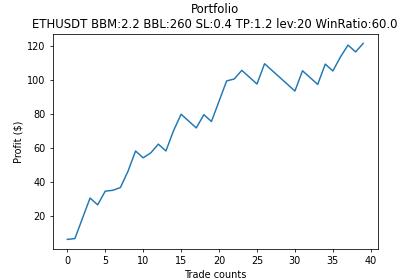 Portfolio
ETHUSDT BBM:2.2 BBL:260 SL:0.4 TP:1.2 lev:20 WinRatio:60.0
120
100
80
60
40
20
Profit ($)
0 5 10 15 20 25 30 35 40
Trade counts